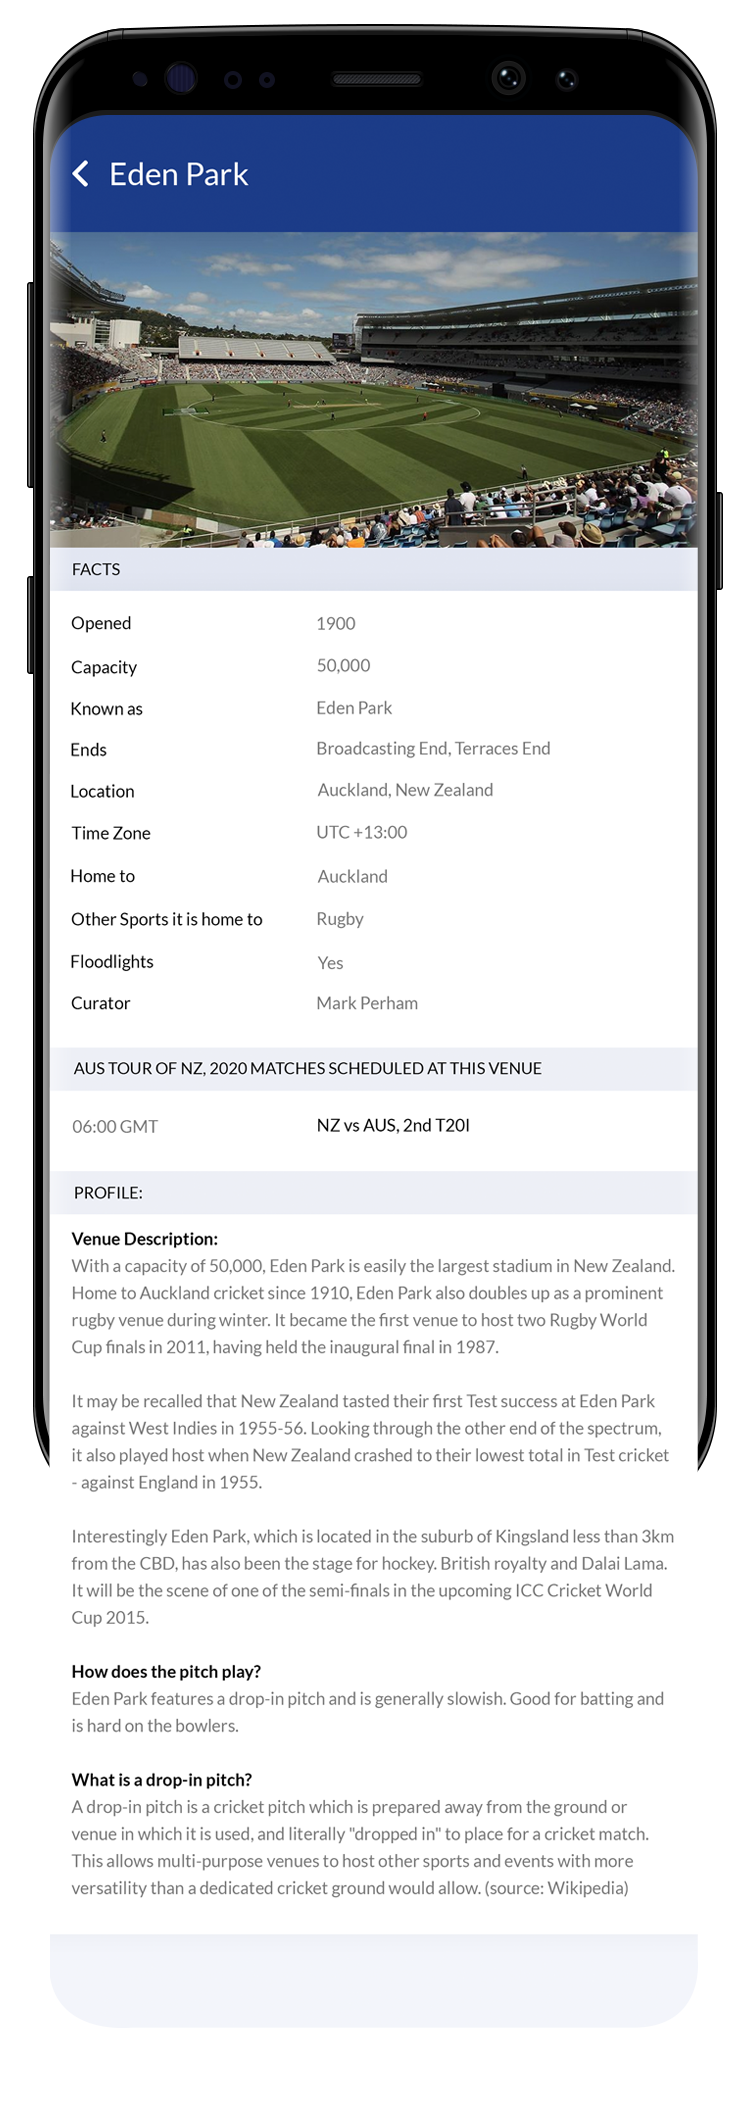 Eden Park
FACTS
Opened 1900
Capacity 50,000
Known as Eden Park
Ends Broadcasting End, Terraces End
Location Auckland, New Zealand
Time Zone UTC +13:00
Home to Auckland
Other Sports it is home to Rugby
Floodlights Yes
Curator Mark Perham
AUS TOUR OF NZ, 2020 MATCHES SCHEDULED AT THIS VENUE
06:00 GMT NZ vs AUS, 2nd T20I
PROFILE:
Venue Description:
With a capacity of 50,000, Eden Park is easily the largest stadium in New Zealand.
Home to Auckland cricket since 1910, Eden Park also doubles up as a prominent
rugby venue during winter. It became the first venue to host two Rugby World
Cup finals in 2011, having held the inaugural final in 1987.
It may be recalled that New Zealand tasted their first Test success at Eden Park
against West Indies in 1955-56. Looking through the other end of the spectrum,
it also played host when New Zealand crashed to their lowest total in Test cricket
- against England in 1955.
Interestingly Eden Park, which is located in the suburb of Kingsland less than 3km
from the CBD, has also been the stage for hockey. British royalty and Dalai Lama.
It will be the scene of one of the semi-finals in the upcoming ICC Cricket World
Cup 2015.
How does the pitch play?
Eden Park features a drop-in pitch and is generally slowish. Good for batting and
is hard on the bowlers.
What is a drop-in pitch?
A drop-in pitch is a cricket pitch which is prepared away from the ground or
venue in which it is used, and literally "dropped in" to place for a cricket match.
This allows multi-purpose venues to host other sports and events with more
versatility than a dedicated cricket ground would allow. (source: Wikipedia)